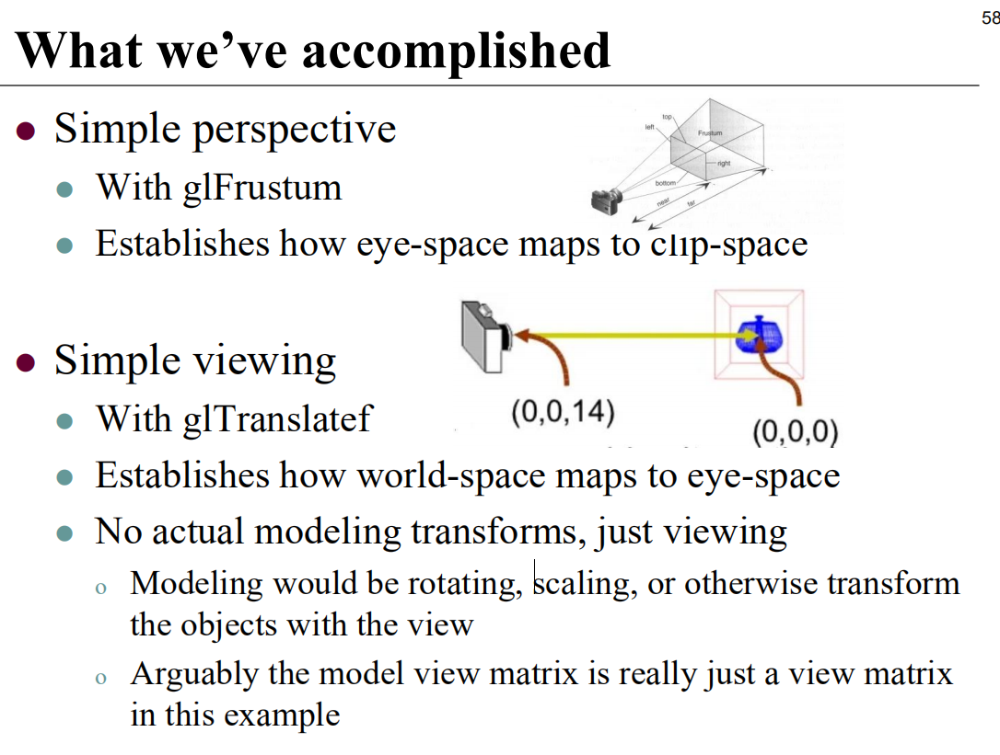 58
What we’ve accomplished
Simple perspective
With glFrustum
Establishes how eye-space maps to clip-space
top
left
Frustum
right
bottom
near
far
Simple viewing
With glTranslatef
(0,0,14)
(0,0,0)
Establishes how world-space maps to eye-space
No actual modeling transforms, just viewing
Modeling would be rotating, scaling, or otherwise transform
the objects with the view
Arguably the model view matrix is really just a view matrix
in this example